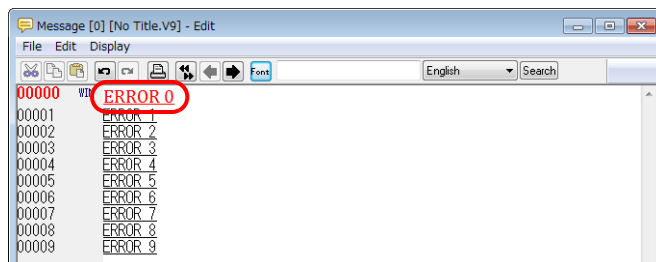 Message [0] [No Title.V9] - Edit
File Edit Display
Font English Search
00000 ERROR 0
00001 ERROR 1
00002 ERROR 2
00003 ERROR 3
00004 ERROR 4
00005 ERROR 5
00006 ERROR 6
00007 ERROR 7
00008 ERROR 8
00009 ERROR 9